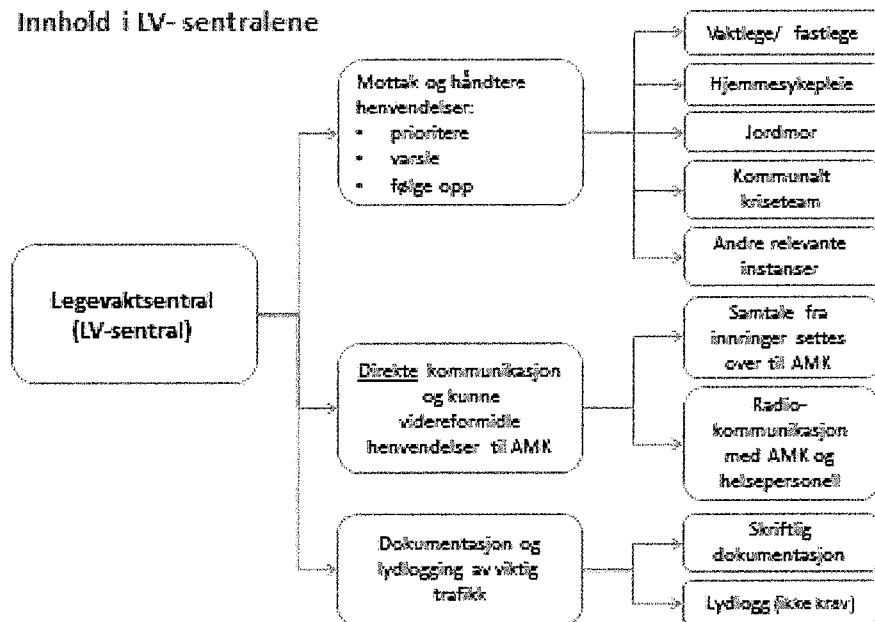 Innhold i LV- sentralene
Mottak og håndtere
henvendelser:
• prioritere
• varsle
• følge opp
Vaktlege/ fastlege
Hjemmesykepleie
Jordmor
Kommunalt
kriseteam
Andre relevante
instanser
Legevaktsentral
(LV-sentral)
Direkte kommunikasjon
og kunne
videreformidle
henvendelser til AMK
Samtale fra
innringer settes
over til AMK
Radio-
kommunikasjon
med AMK og
helsepersonell
Dokumentasjon og
lydlogging av viktig
trafikk
Skriftlig
dokumentasjon
Lydlogg (ikke krav)